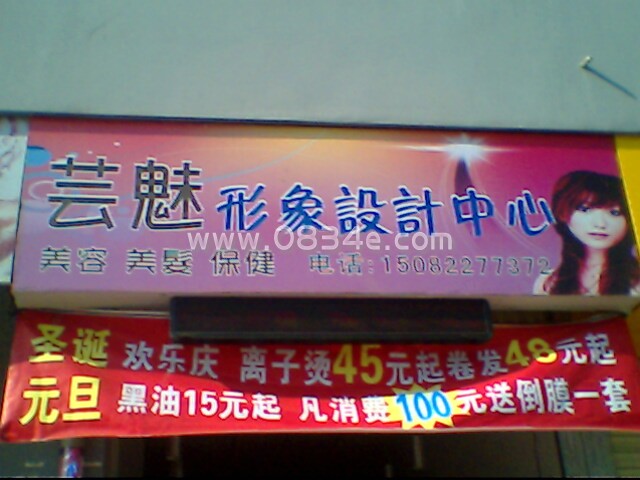 芸魅 形象設計中心
www.0834e.com
美容 美髮 保健 电话:15082277372
圣诞 欢乐庆 离子烫45元起卷发48元起
元旦 黑油15元起 凡消费100元送倒膜一套